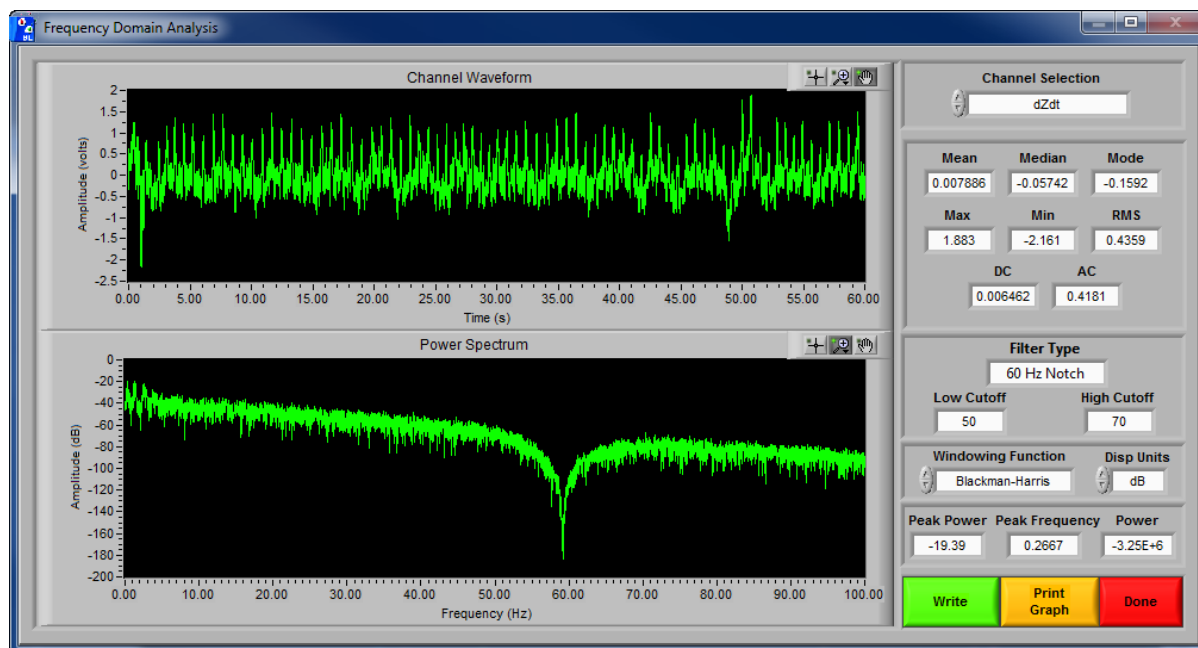 Frequency Domain Analysis
Channel Waveform
Amplitude (volts)
2
1.5
1
0.5
0
-0.5
-1
-1.5
-2
-2.5
0.00 5.00 10.00 15.00 20.00 25.00 30.00 35.00 40.00 45.00 50.00 55.00 60.00
Time (s)
Power Spectrum
Amplitude (dB)
0
-20
-40
-60
-80
-100
-120
-140
-160
-180
-200
0.00 10.00 20.00 30.00 40.00 50.00 60.00 70.00 80.00 90.00 100.00
Frequency (Hz)
Channel Selection
dZdt
Mean Median Mode
0.007886 -0.05742 -0.1592
Max Min RMS
1.883 -2.161 0.4359
DC AC
0.006462 0.4181
Filter Type
60 Hz Notch
Low Cutoff High Cutoff
50 70
Windowing Function Disp Units
Blackman-Harris dB
Peak Power Peak Frequency Power
-19.39 0.2667 -3.25E+6
Write Print Graph Done